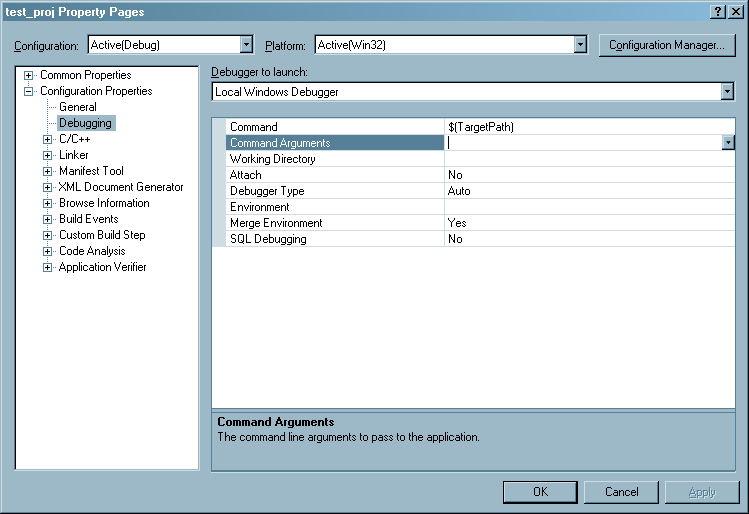 test_proj Property Pages
Configuration: Active(Debug) Platform: Active(Win32) Configuration Manager...
Common Properties
Configuration Properties
General
Debugging
C/C++
Linker
Manifest Tool
XML Document Generator
Browse Information
Build Events
Custom Build Step
Code Analysis
Application Verifier
Debugger to launch:
Local Windows Debugger
Command $(TargetPath)
Command Arguments
Working Directory
Attach No
Debugger Type Auto
Environment
Merge Environment Yes
SQL Debugging No
Command Arguments
The command line arguments to pass to the application.
OK Cancel Apply